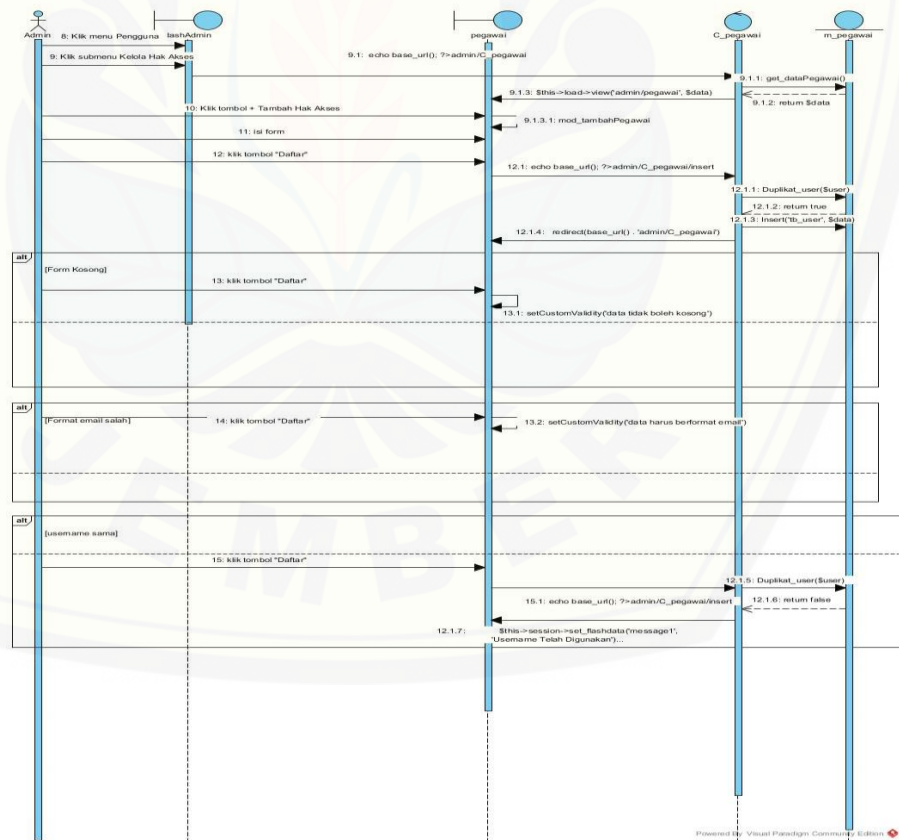 Admin
tashAdmin
pegawai
C_pegawai
m_pegawai
8: Klik menu Pengguna
9: Klik submenu Kelola Hak Akses
9.1: echo base_url(); ?>admin/C_pegawai
9.1.1: get_dataPegawai()
9.1.3: $this->load->view('admin/pegawai', $data)
9.1.2: return $data
10: Klik tombol + Tambah Hak Akses
9.1.3.1: mod_tambahPegawai
11: isi form
12: klik tombol "Daftar"
12.1: echo base_url(); ?>admin/C_pegawai/insert
12.1.1: Duplikat_user($user)
12.1.2: return true
12.1.3: Insert('tb_user', $data)
12.1.4: redirect(base_url() . 'admin/C_pegawai')
alt
[Form Kosong]
13: klik tombol "Daftar"
13.1: setCustomValidity('data tidak boleh kosong')
alt
[Format email salah]
14: klik tombol "Daftar"
13.2: setCustomValidity('data harus berformat email')
alt
[username sama]
15: klik tombol "Daftar"
12.1.5: Duplikat_user($user)
15.1: echo base_url(); ?>admin/C_pegawai/insert
12.1.6: return false
12.1.7: $this->session->set_flashdata('message1',
'Username Telah Digunakan')...
EMBER
Powered By Visual Paradigm Community Edition